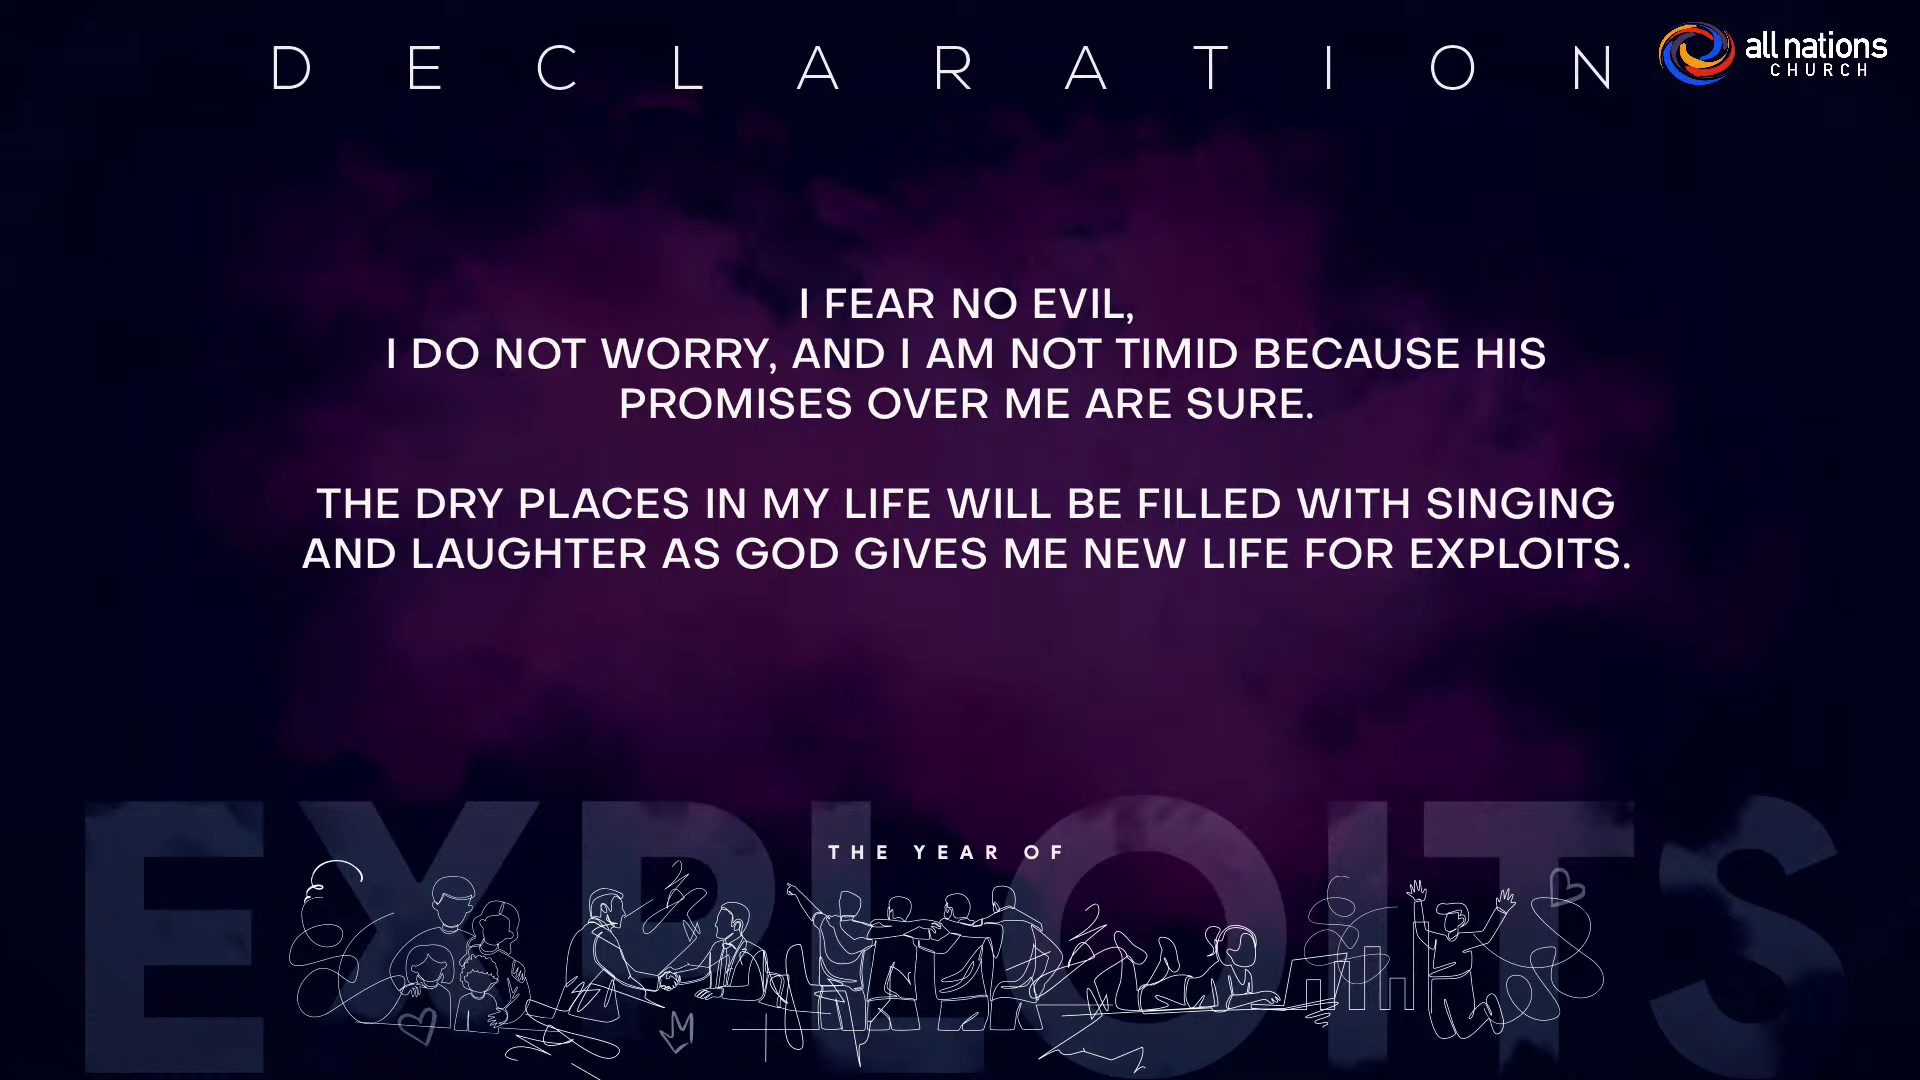 DECLARATION
all nations
CHURCH
I FEAR NO EVIL,
I DO NOT WORRY, AND I AM NOT TIMID BECAUSE HIS
PROMISES OVER ME ARE SURE.
THE DRY PLACES IN MY LIFE WILL BE FILLED WITH SINGING
AND LAUGHTER AS GOD GIVES ME NEW LIFE FOR EXPLOITS.
THE YEAR OF
EXPLOITS